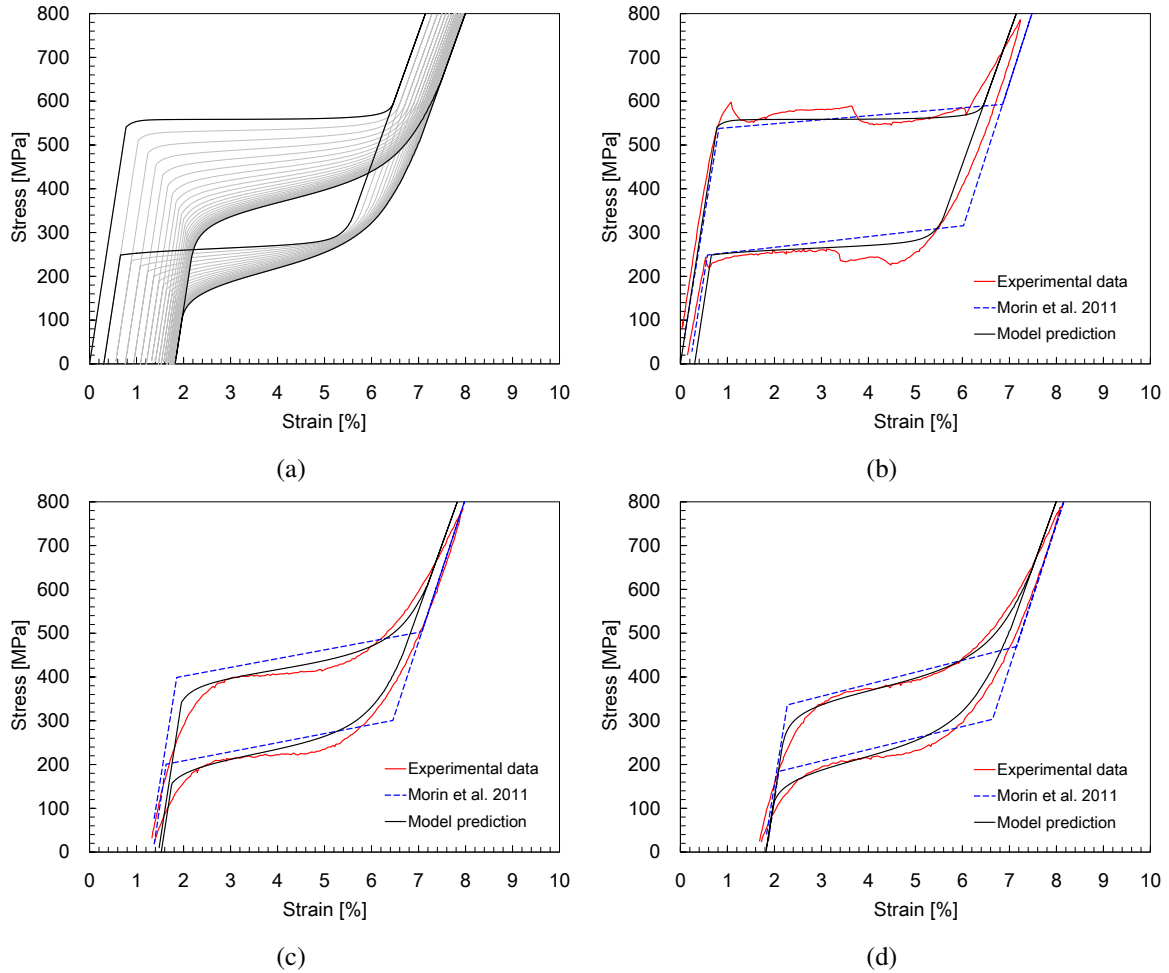 800
700
600
500
400
300
200
100
0
Stress [MPa]
0 1 2 3 4 5 6 7 8 9 10
Strain [%]
(a)
800
700
600
500
400
300
200
100
0
Stress [MPa]
Experimental data
Morin et al. 2011
Model prediction
0 1 2 3 4 5 6 7 8 9 10
Strain [%]
(b)
800
700
600
500
400
300
200
100
0
Stress [MPa]
Experimental data
Morin et al. 2011
Model prediction
0 1 2 3 4 5 6 7 8 9 10
Strain [%]
(c)
800
700
600
500
400
300
200
100
0
Stress [MPa]
Experimental data
Morin et al. 2011
Model prediction
0 1 2 3 4 5 6 7 8 9 10
Strain [%]
(d)